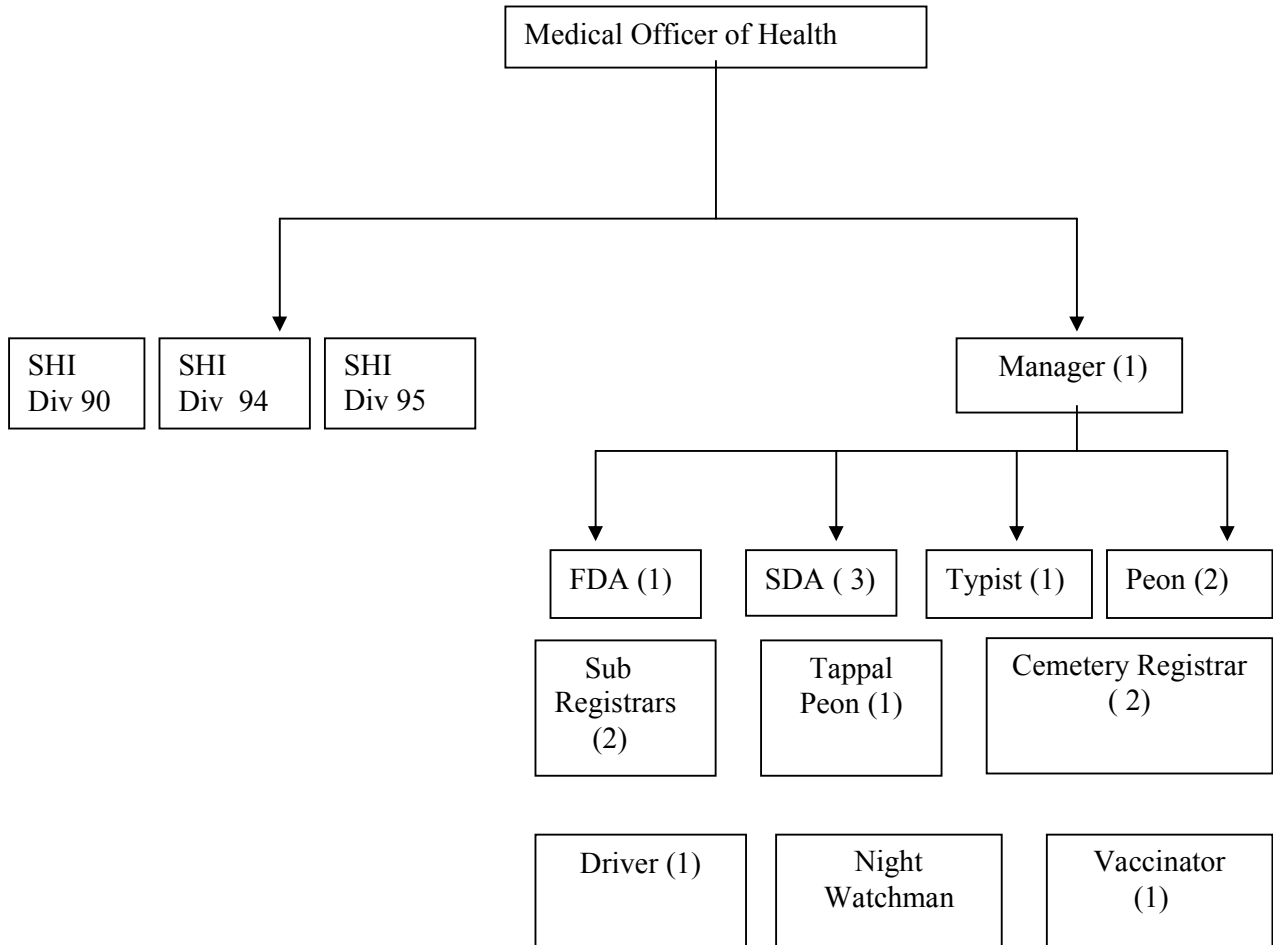 Medical Officer of Health
SHI
Div 90
SHI
Div 94
SHI
Div 95
Manager (1)
FDA (1)
SDA ( 3)
Typist (1)
Peon (2)
Sub
Registrars
(2)
Tappal
Peon (1)
Cemetery Registrar
( 2)
Driver (1)
Night
Watchman
Vaccinator
(1)